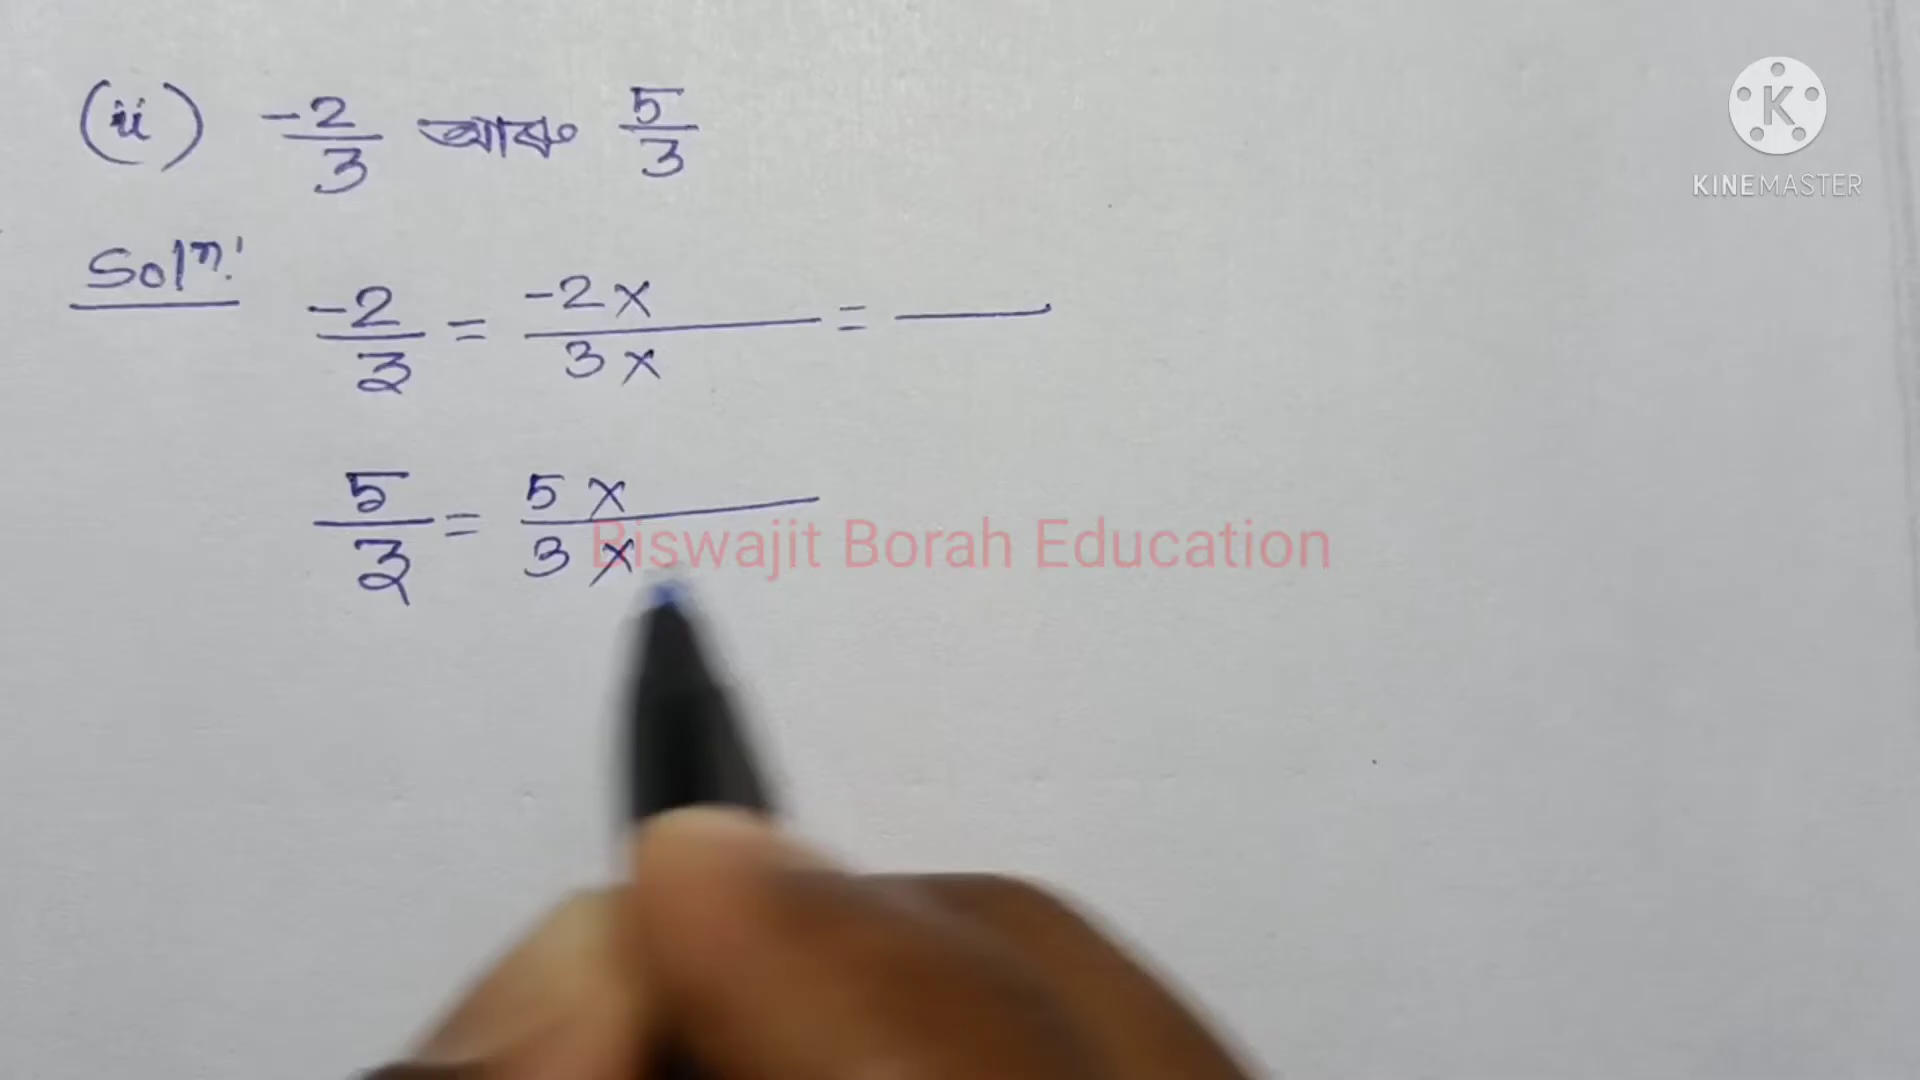 (ii) -2/3 আৰু 5/3
Solⁿ:
-2/3 = -2 x / 3 x = —
5/3 = 5 x / 3 x
Biswajit Borah Education
K
KINEMASTER